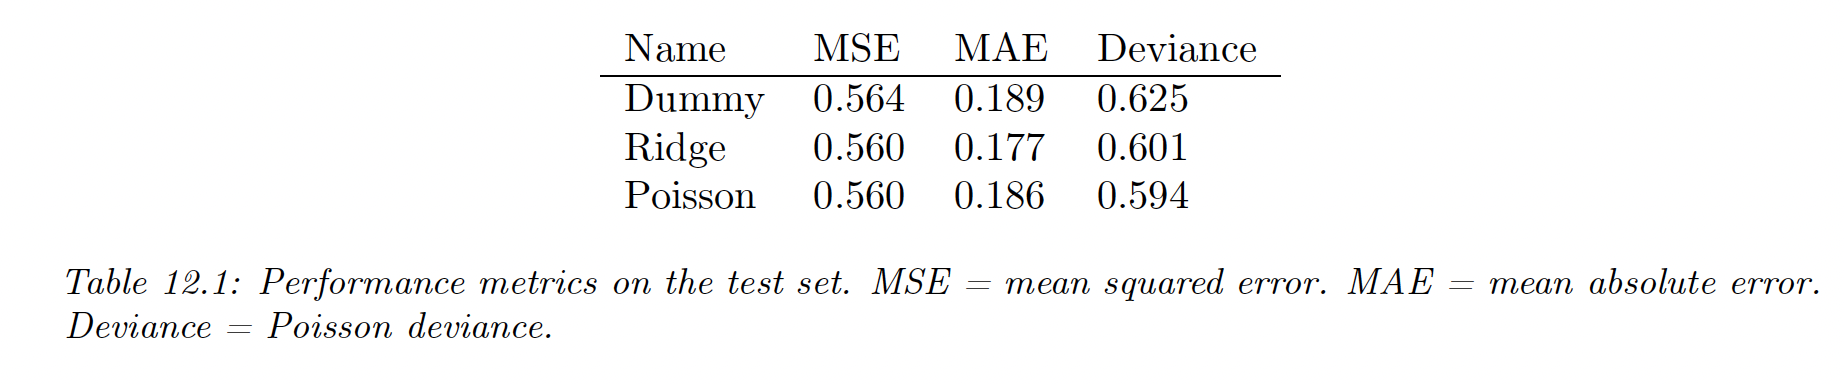 Name MSE MAE Deviance
Dummy 0.564 0.189 0.625
Ridge 0.560 0.177 0.601
Poisson 0.560 0.186 0.594
Table 12.1: Performance metrics on the test set. MSE = mean squared error. MAE = mean absolute error.
Deviance = Poisson deviance.